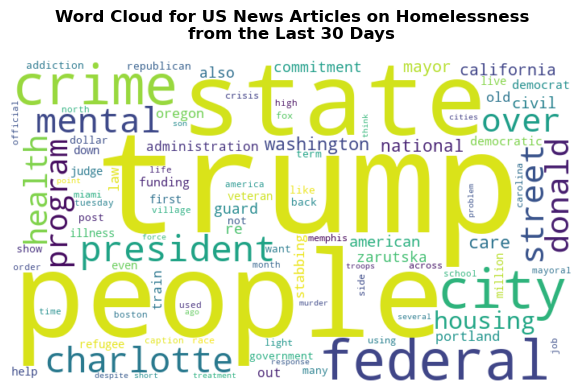 Word Cloud for US News Articles on Homelessness
from the Last 30 Days
addiction
republican
commitment
mayor
california
crime
also
state
live
democrat
crisis
high
old
civil
official
north
son
fox
think
cities
mental
oregon
over
dollar
administration
washington
national
democratic
down
health
program
trump
street
donald
judge
law
term
life
america
like
problem
carolina
point
miami
funding
veteran
tuesday
village
first
guard
back
post
not
illness
re
force
want
memphis
american
care
show
president
stabbing
zarutska
order
even
month
troops
across
school
mayoral
people
train
side
million
city
time
used
murder
several
boston
ago
housing
refugee
caption
race
light
using
portland
job
government
response
charlotte
out
many
federal
help
despite
short
treatment